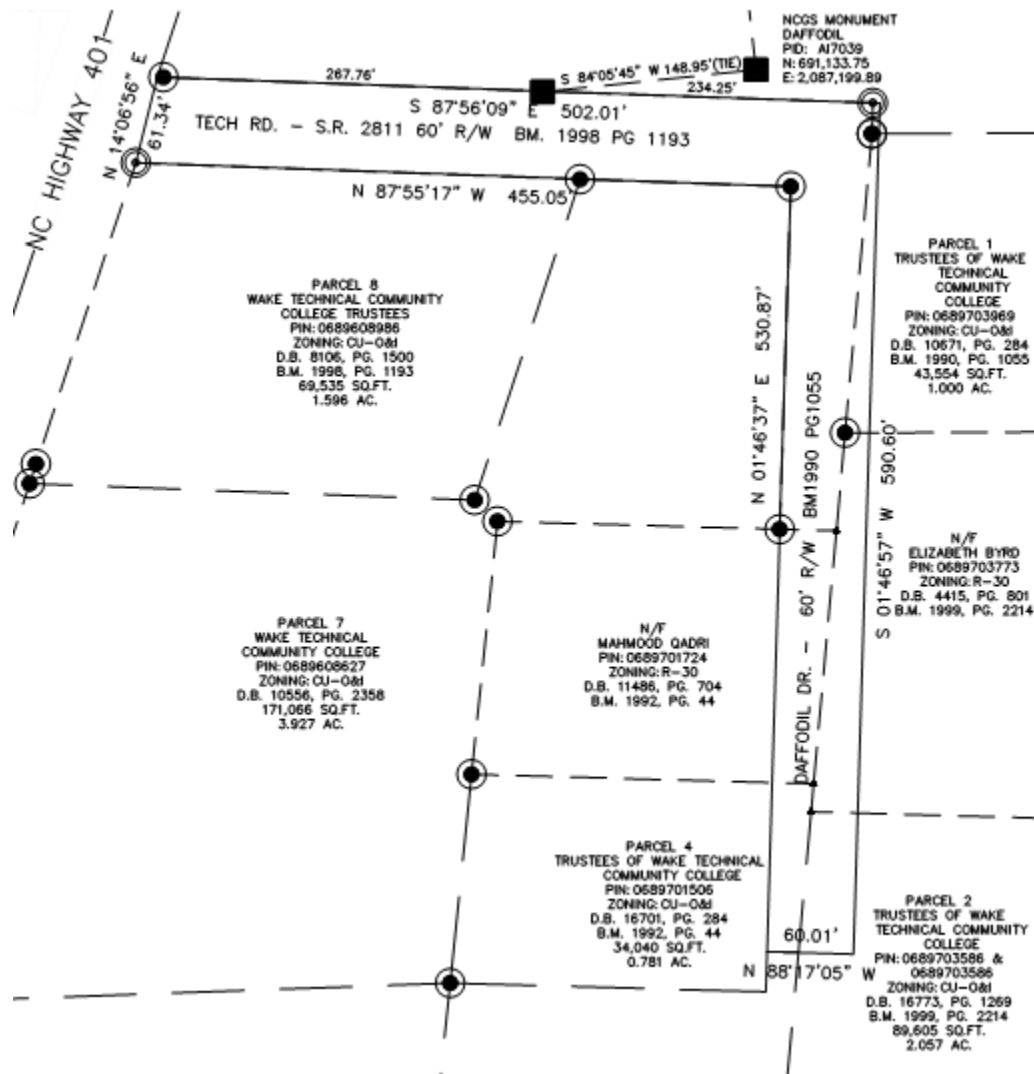 NCGS MONUMENT
DAFFODIL
PID: AI7039
N: 691,133.75
E: 2,087,199.89
S 84°05'45" W 148.95'(TIE)
267.76'
234.25'
S 87°56'09" E 502.01'
TECH RD. - S.R. 2811 60' R/W BM. 1998 PG 1193
N 14°06'56" E
61.34'
NC HIGHWAY 401
N 87°55'17" W 455.05'
PARCEL 8
WAKE TECHNICAL COMMUNITY
COLLEGE TRUSTEES
PIN: 0689608986
ZONING: CU-O&I
D.B. 8106, PG. 1500
B.M. 1998, PG. 1193
69,535 SQ.FT.
1.596 AC.
N 01°46'37" E 530.87'
DAFFODIL DR. - 60' R/W BM1990 PG1055
S 01°46'57" W 590.60'
PARCEL 1
TRUSTEES OF WAKE
TECHNICAL
COMMUNITY
COLLEGE
PIN: 0689703969
ZONING: CU-O&I
D.B. 10671, PG. 284
B.M. 1990, PG. 1055
43,554 SQ.FT.
1.000 AC.
N/F
ELIZABETH BYRD
PIN: 0689703773
ZONING: R-30
D.B. 4415, PG. 801
B.M. 1999, PG. 2214
PARCEL 7
WAKE TECHNICAL
COMMUNITY COLLEGE
PIN: 0689608627
ZONING: CU-O&I
D.B. 10556, PG. 2358
171,066 SQ.FT.
3.927 AC.
N/F
MAHMOOD QADRI
PIN: 0689701724
ZONING: R-30
D.B. 11486, PG. 704
B.M. 1992, PG. 44
PARCEL 4
TRUSTEES OF WAKE TECHNICAL
COMMUNITY COLLEGE
PIN: 0689701506
ZONING: CU-O&I
D.B. 16701, PG. 284
B.M. 1992, PG. 44
34,040 SQ.FT.
0.781 AC.
60.01'
N 88°17'05" W
PARCEL 2
TRUSTEES OF WAKE
TECHNICAL COMMUNITY
COLLEGE
PIN: 0689703586 &
0689703586
ZONING: CU-O&I
D.B. 16773, PG. 1269
B.M. 1999, PG. 2214
89,605 SQ.FT.
2.057 AC.